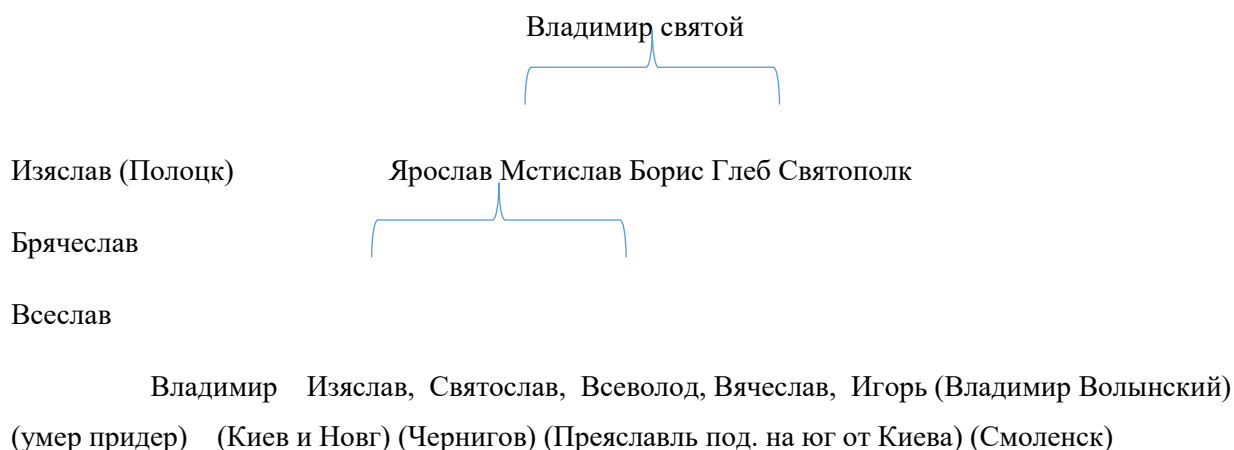 Владимир святой
Изяслав (Полоцк) Ярослав Мстислав Борис Глеб Святополк
Брячеслав
Всеслав
Владимир Изяслав, Святослав, Всеволод, Вячеслав, Игорь (Владимир Волынский)
(умер придер) (Киев и Новг) (Чернигов) (Преяславль под. на юг от Киева) (Смоленск)